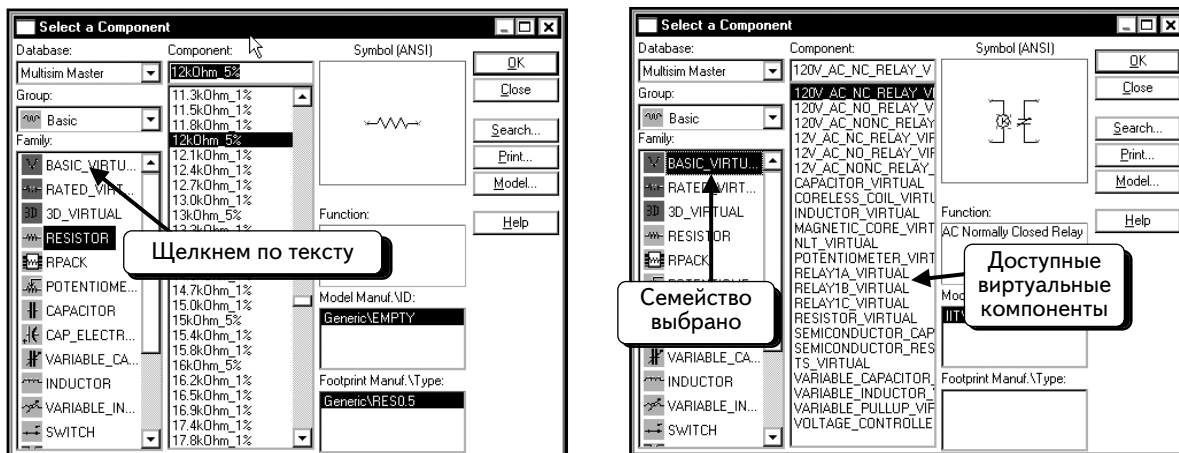 Select a Component
Database:
Component:
Symbol (ANSI)
Multisim Master
12kOhm_5%
OK
Close
Search...
Print...
Model...
Help
Group:
Basic
Family:
BASIC_VIRTU...
RATED_VIRT...
3D_VIRTUAL
RESISTOR
RPACK
POTENTIOME...
CAPACITOR
CAP_ELECTR...
VARIABLE_CA...
INDUCTOR
VARIABLE_IN...
SWITCH
11.3kOhm_1%
11.5kOhm_1%
11.8kOhm_1%
12kOhm_5%
12.1kOhm_1%
12.4kOhm_1%
12.7kOhm_1%
13.0kOhm_1%
13kOhm_5%
14.7kOhm_1%
15.0kOhm_1%
15kOhm_5%
15.4kOhm_1%
15.8kOhm_1%
16kOhm_5%
16.2kOhm_1%
16.5kOhm_1%
16.9kOhm_1%
17.4kOhm_1%
17.8kOhm_1%
Щелкнем по тексту
Function:
Model Manuf.\ID:
Generic\EMPTY
Footprint Manuf.\Type:
Generic\RES0.5
Select a Component
Database:
Component:
Symbol (ANSI)
Multisim Master
120V_AC_NC_RELAY_V
OK
Close
Search...
Print...
Model...
Help
Group:
Basic
Family:
BASIC_VIRTU...
RATED_VIRT...
3D_VIRTUAL
RESISTOR
RPACK
POTENTIOME...
VARIABLE_CA...
INDUCTOR
VARIABLE_IN...
SWITCH
120V_AC_NC_RELAY_VI
120V_AC_NO_RELAY_VI
120V_AC_NONC_RELAY
12V_AC_NC_RELAY_VIF
12V_AC_NO_RELAY_VIF
12V_AC_NONC_RELAY_
CAPACITOR_VIRTUAL
CORELESS_COIL_VIRTU
INDUCTOR_VIRTUAL
MAGNETIC_CORE_VIRT
NLT_VIRTUAL
POTENTIOMETER_VIRT
RELAY1A_VIRTUAL
RELAY1B_VIRTUAL
RELAY1C_VIRTUAL
RESISTOR_VIRTUAL
SEMICONDUCTOR_CAP
SEMICONDUCTOR_RES
TS_VIRTUAL
VARIABLE_CAPACITOR_
VARIABLE_INDUCTOR_
VARIABLE_PULLUP_VIF
VOLTAGE_CONTROLLE
Семейство
выбрано
Доступные
виртуальные
компоненты
Function:
AC Normally Closed Relay
Footprint Manuf.\Type: